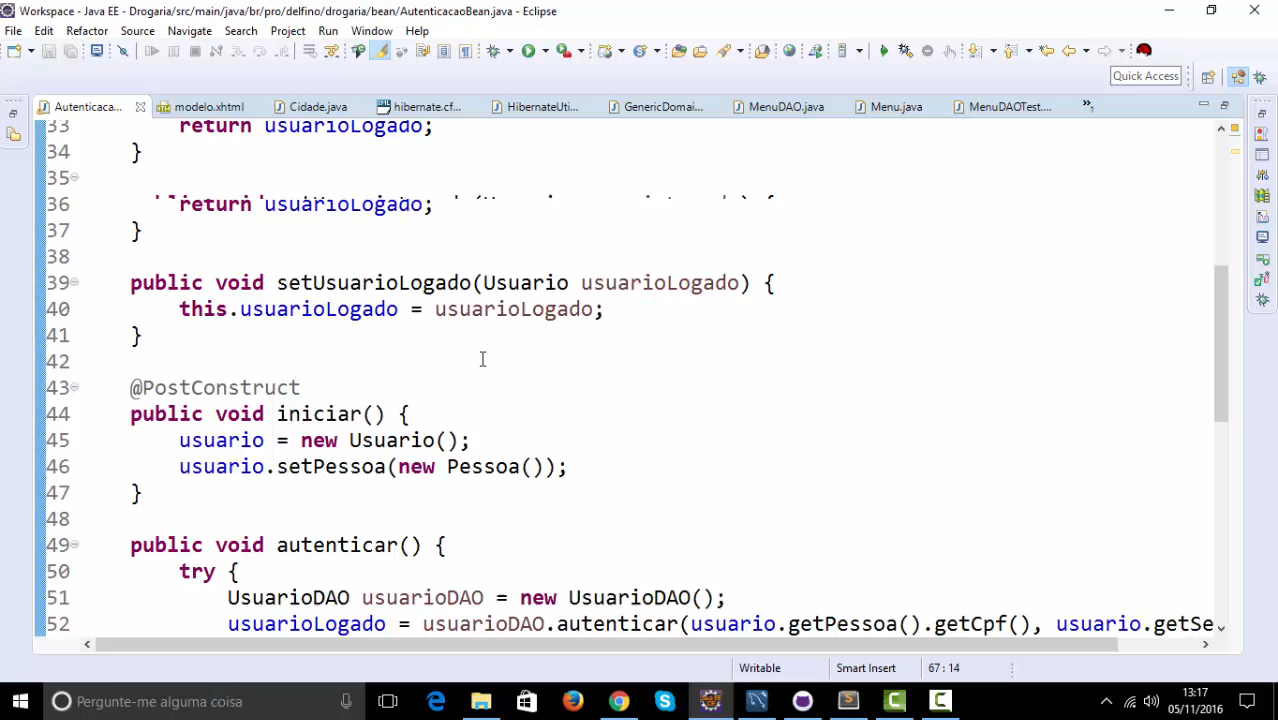 Workspace - Java EE - Drogaria/src/main/java/br/pro/delfino/drogaria/bean/AutenticacaoBean.java - Eclipse
File Edit Refactor Source Navigate Search Project Run Window Help
Quick Access
Autenticaca... modelo.xhtml Cidade.java hibernate.cf... HibernateUti... GenericDomai... MenuDAO.java Menu.java MenuDAOTest.... »1
33 return usuarioLogado;
34 }
35
36 return usuarioLogado;
37 }
38
39 public void setUsuarioLogado(Usuario usuarioLogado) {
40 this.usuarioLogado = usuarioLogado;
41 }
42
43 @PostConstruct
44 public void iniciar() {
45 usuario = new Usuario();
46 usuario.setPessoa(new Pessoa());
47 }
48
49 public void autenticar() {
50 try {
51 UsuarioDAO usuarioDAO = new UsuarioDAO();
52 usuarioLogado = usuarioDAO.autenticar(usuario.getPessoa().getCpf(), usuario.getSe
Writable Smart Insert 67 : 14
Pergunte-me alguma coisa
13:17
05/11/2016